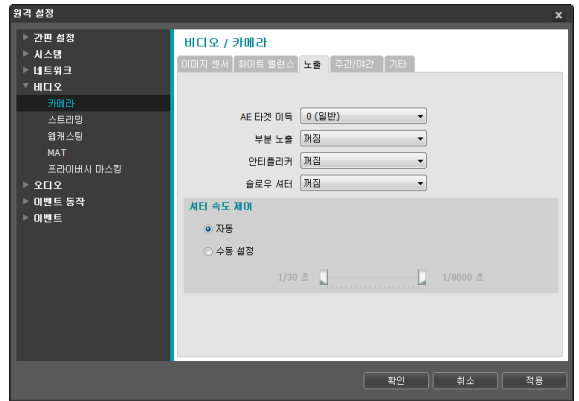 원격 설정
x
간편 설정
시스템
네트워크
비디오
카메라
스트리밍
웹캐스팅
MAT
프라이버시 마스킹
오디오
이벤트 동작
이벤트
비디오 / 카메라
이미지 센서 화이트 밸런스 노출 주간/야간 기타
AE 타겟 이득 0 (일반)
부분 노출 꺼짐
안티플리커 꺼짐
슬로우 셔터 꺼짐
셔터 속도 제어
자동
수동 설정
1/30 초 1/8000 초
확인 취소 적용